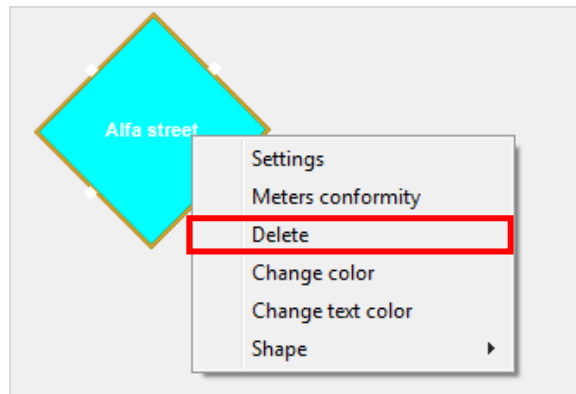 Alfa street
Settings
Meters conformity
Delete
Change color
Change text color
Shape